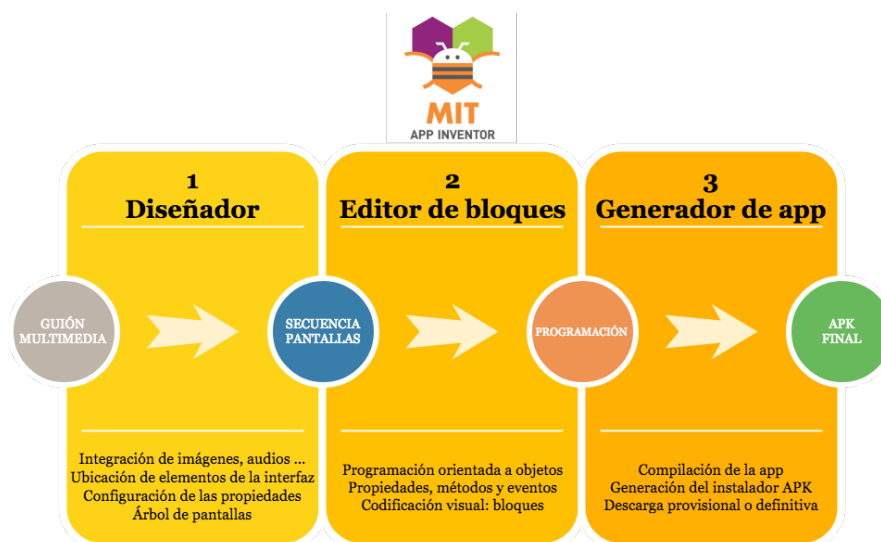 MIT
APP INVENTOR
1
Diseñador
2
Editor de bloques
3
Generador de app
GUIÓN
MULTIMEDIA
SECUENCIA
PANTALLAS
PROGRAMACIÓN
APK
FINAL
Integración de imágenes, audios ...
Ubicación de elementos de la interfaz
Configuración de las propiedades
Árbol de pantallas
Programación orientada a objetos
Propiedades, métodos y eventos
Codificación visual: bloques
Compilación de la app
Generación del instalador APK
Descarga provisional o definitiva